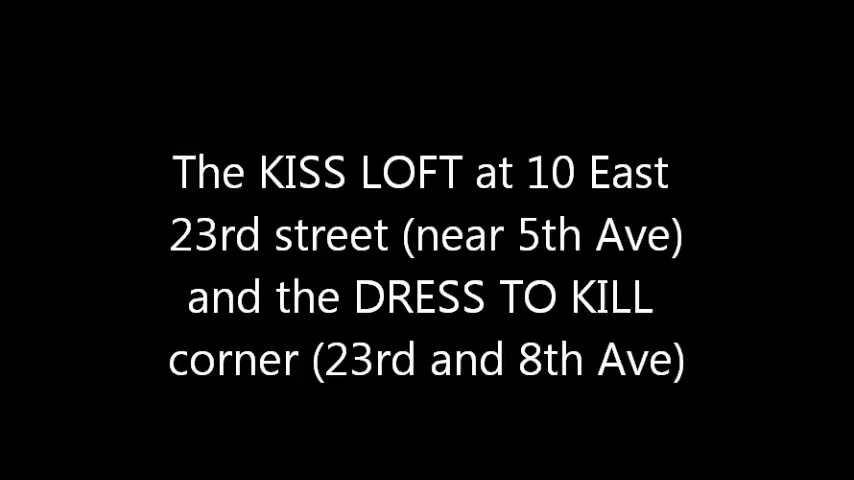 The KISS LOFT at 10 East
23rd street (near 5th Ave)
and the DRESS TO KILL
corner (23rd and 8th Ave)